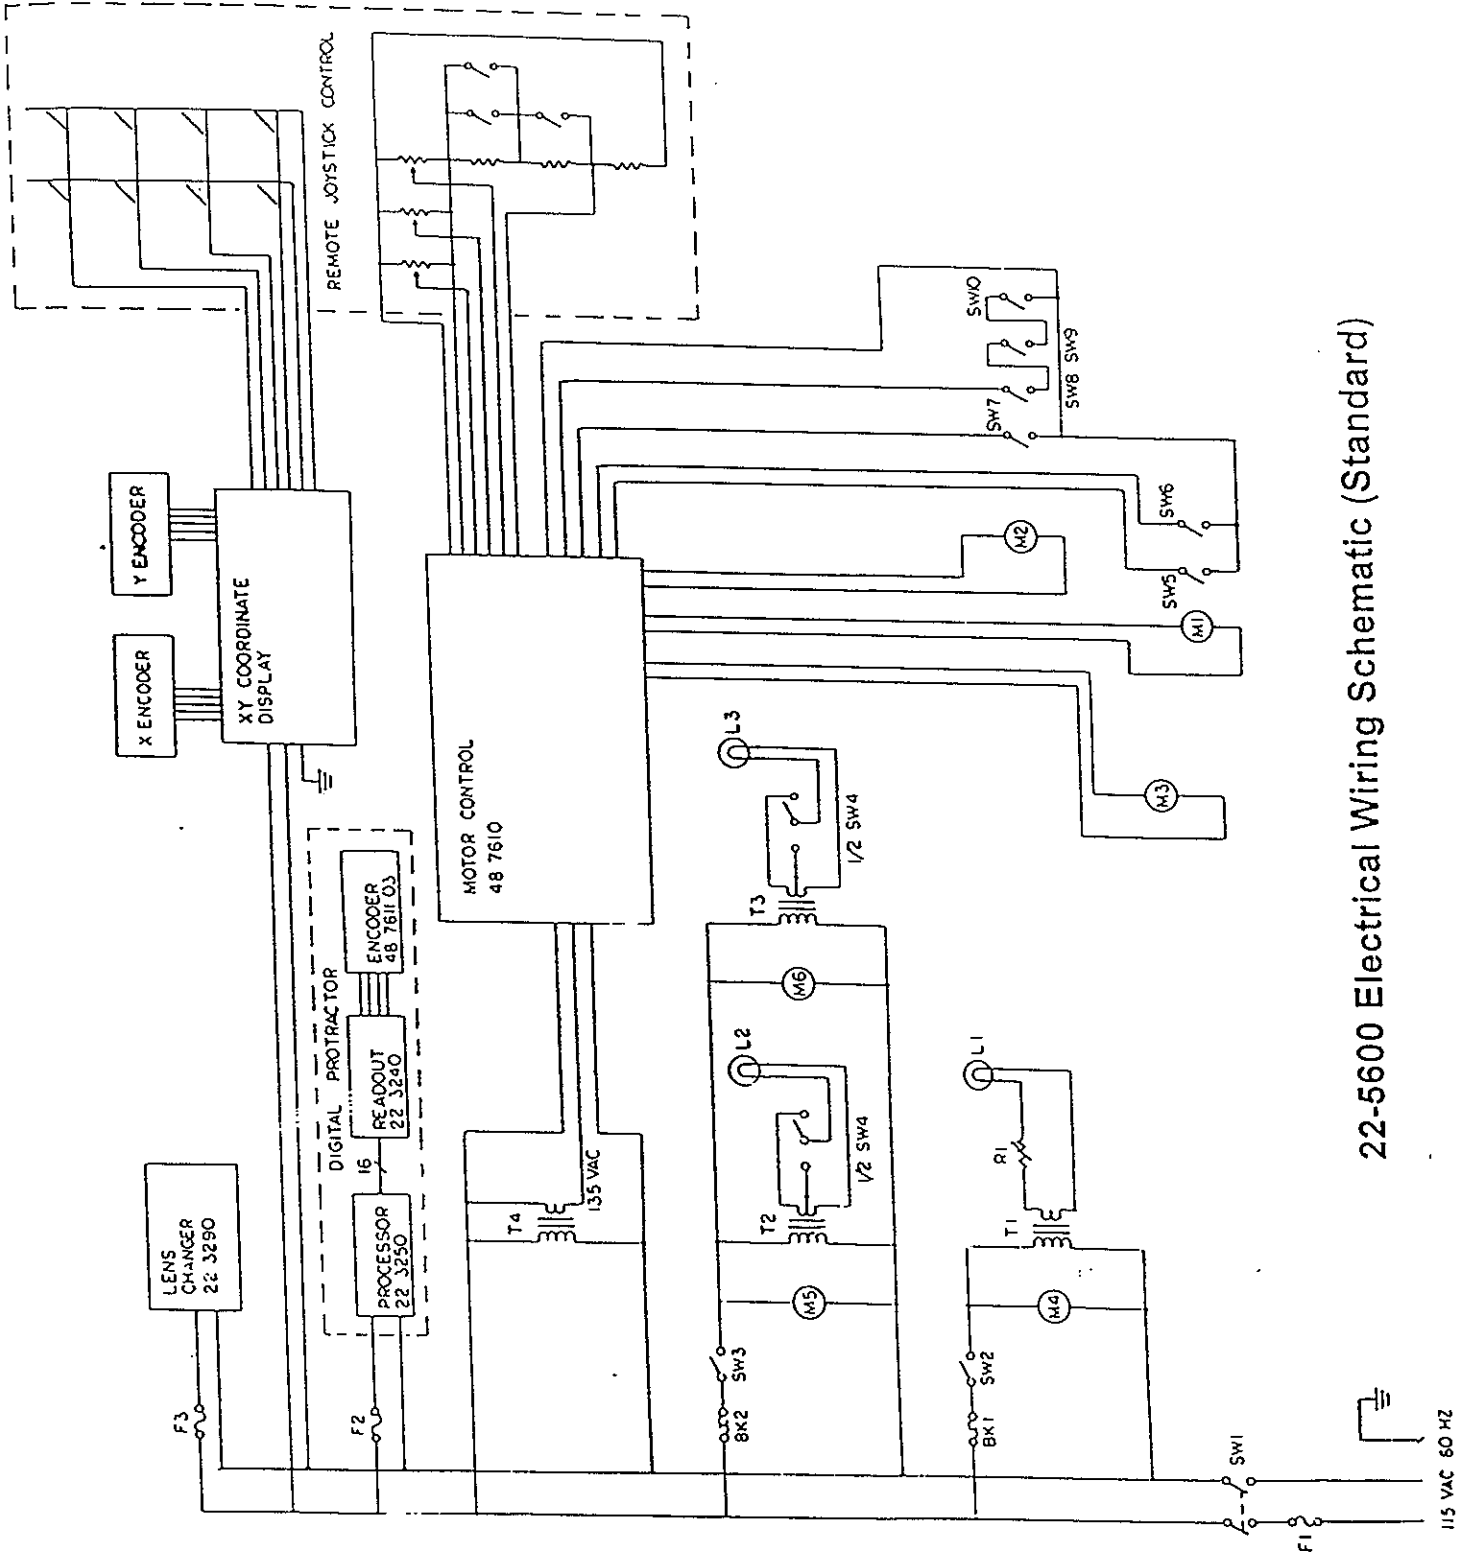 REMOTE JOYSTICK CONTROL
Y ENCODER
X ENCODER
XY COORDINATE
DISPLAY
LENS
CHANGER
22 3290
F3
DIGITAL PROTRACTOR
ENCODER
48 7611 03
READOUT
22 3240
16
PROCESSOR
22 3250
F2
MOTOR CONTROL
48 7610
T4
135 VAC
SW10
SW8 SW9
SW7
SW6
SW5
M2
M1
M3
L3
1/2 SW4
T3
M6
L2
1/2 SW4
T2
M5
SW3
BK2
L1
R1
T1
M4
SW2
BK1
SW1
F1
115 VAC 60 HZ
22-5600 Electrical Wiring Schematic (Standard)